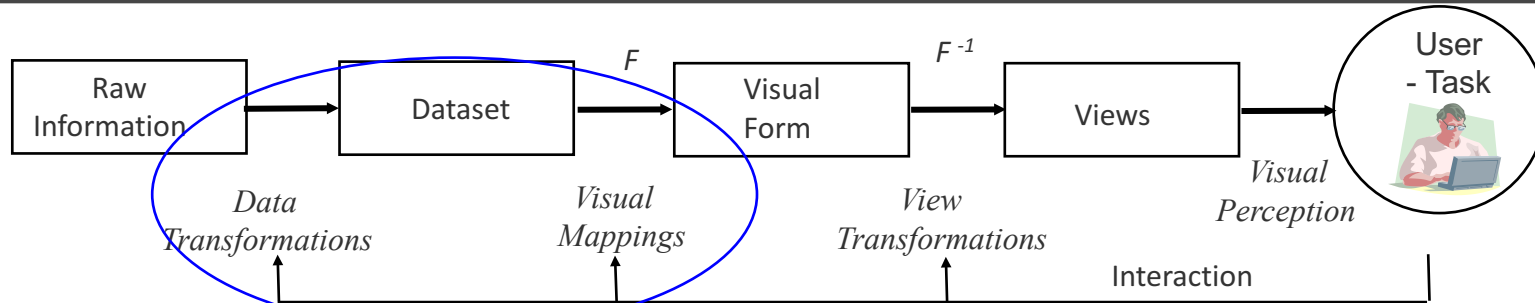 Raw
Information
Dataset
F
Visual
Form
F -1
Views
User
- Task
Data
Transformations
Visual
Mappings
View
Transformations
Visual
Perception
Interaction